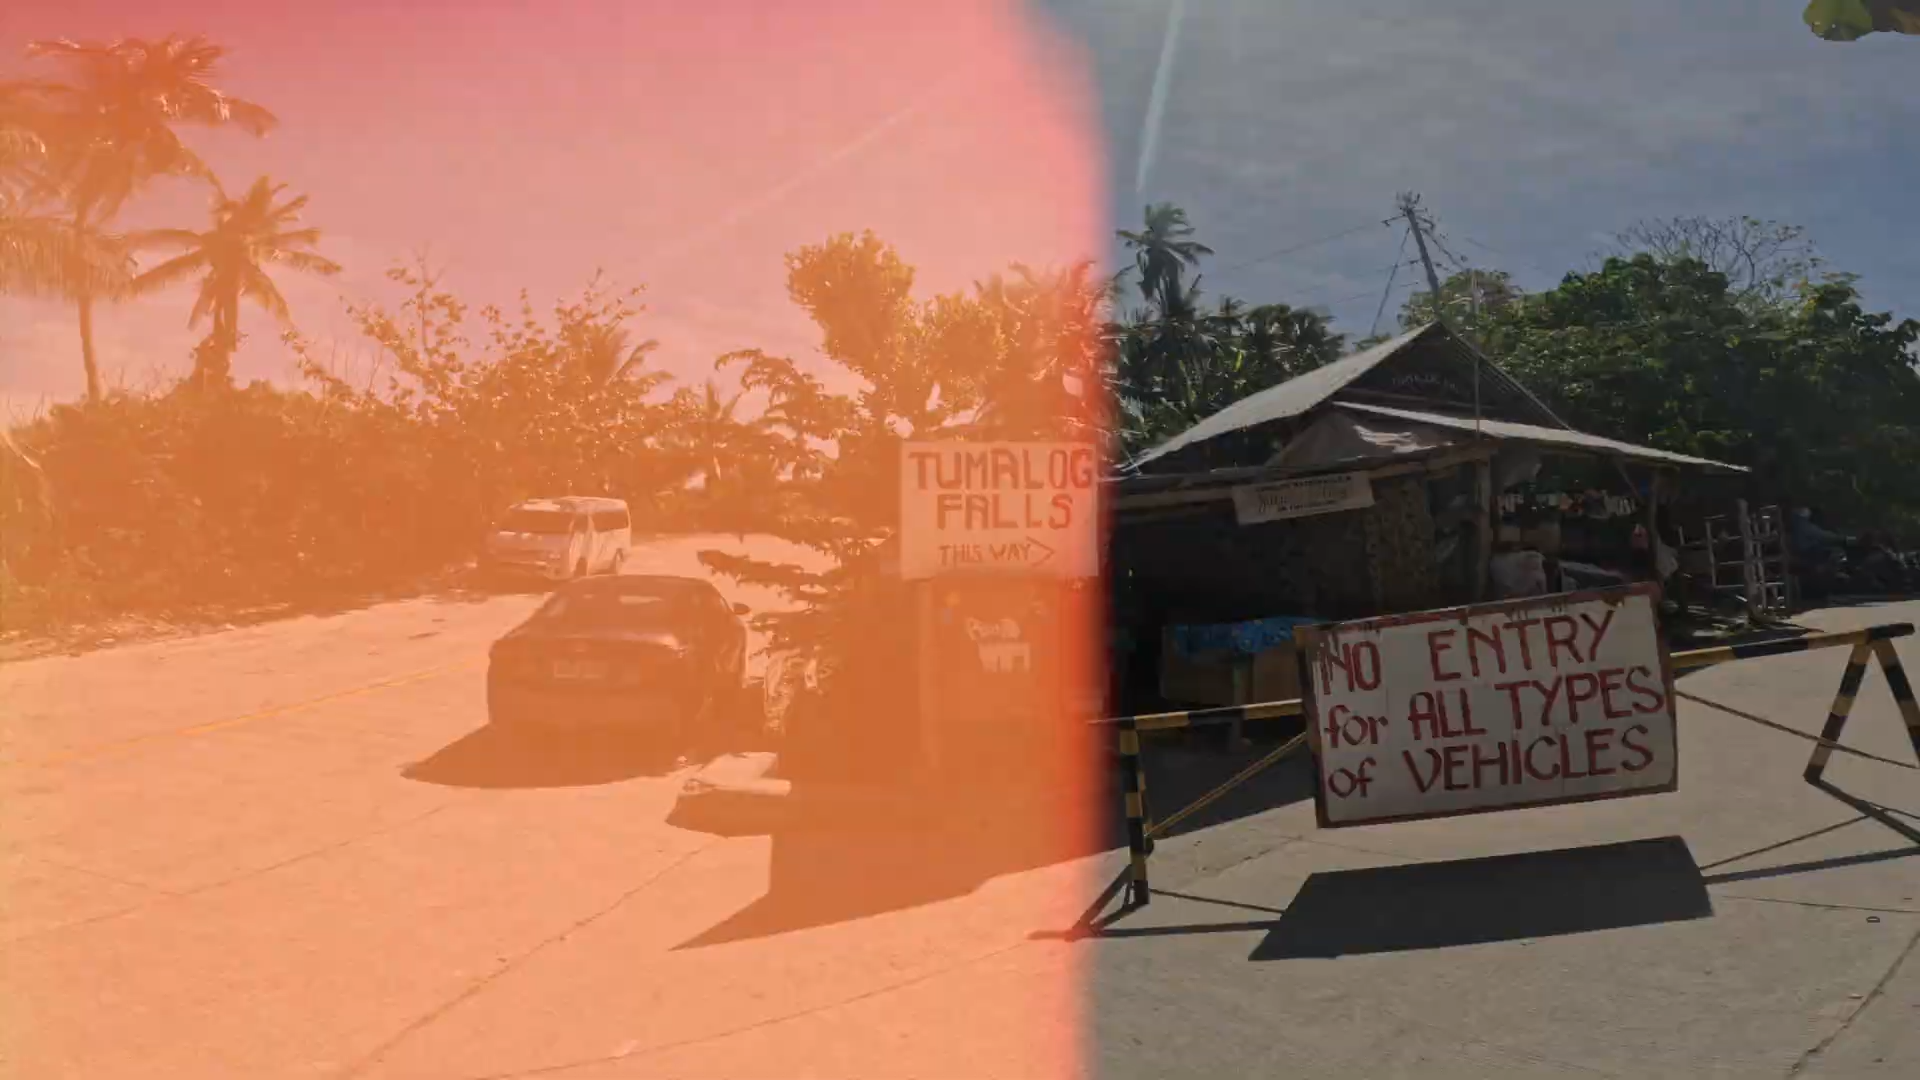 TUMALOG
FALLS
THIS WAY>
NO ENTRY
for ALL TYPES
of VEHICLES